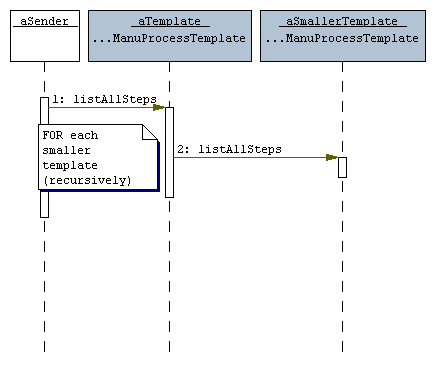 aSender
aTemplate
...ManuProcessTemplate
aSmallerTemplate
...ManuProcessTemplate
1: listAllSteps
FOR each
smaller
template
(recursively)
2: listAllSteps